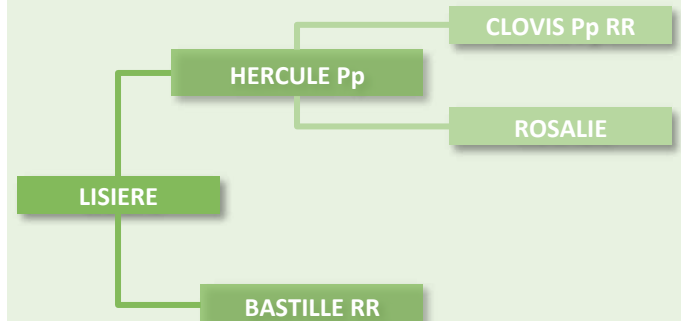 CLOVIS Pp RR
HERCULE Pp
ROSALIE
LISIERE
BASTILLE RR